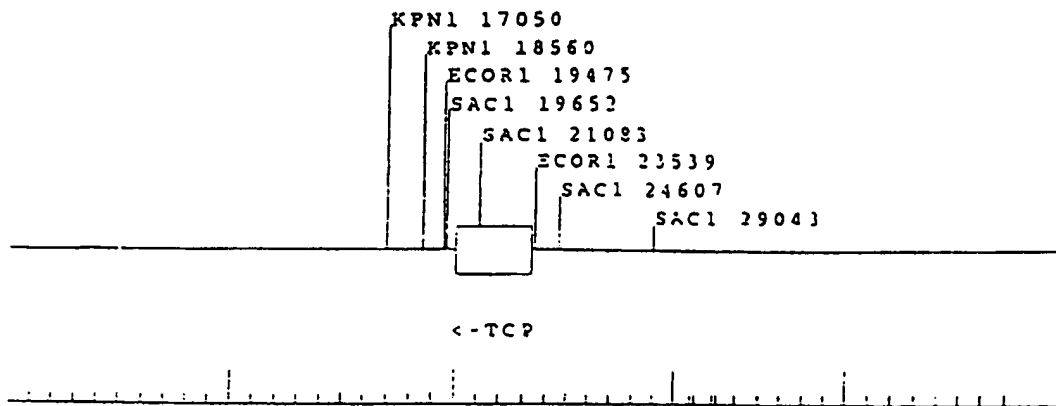 KPN1 17050
KPN1 18560
ECOR1 19475
SAC1 19652
SAC1 21083
ECOR1 23539
SAC1 24607
SAC1 29043
<-TCP